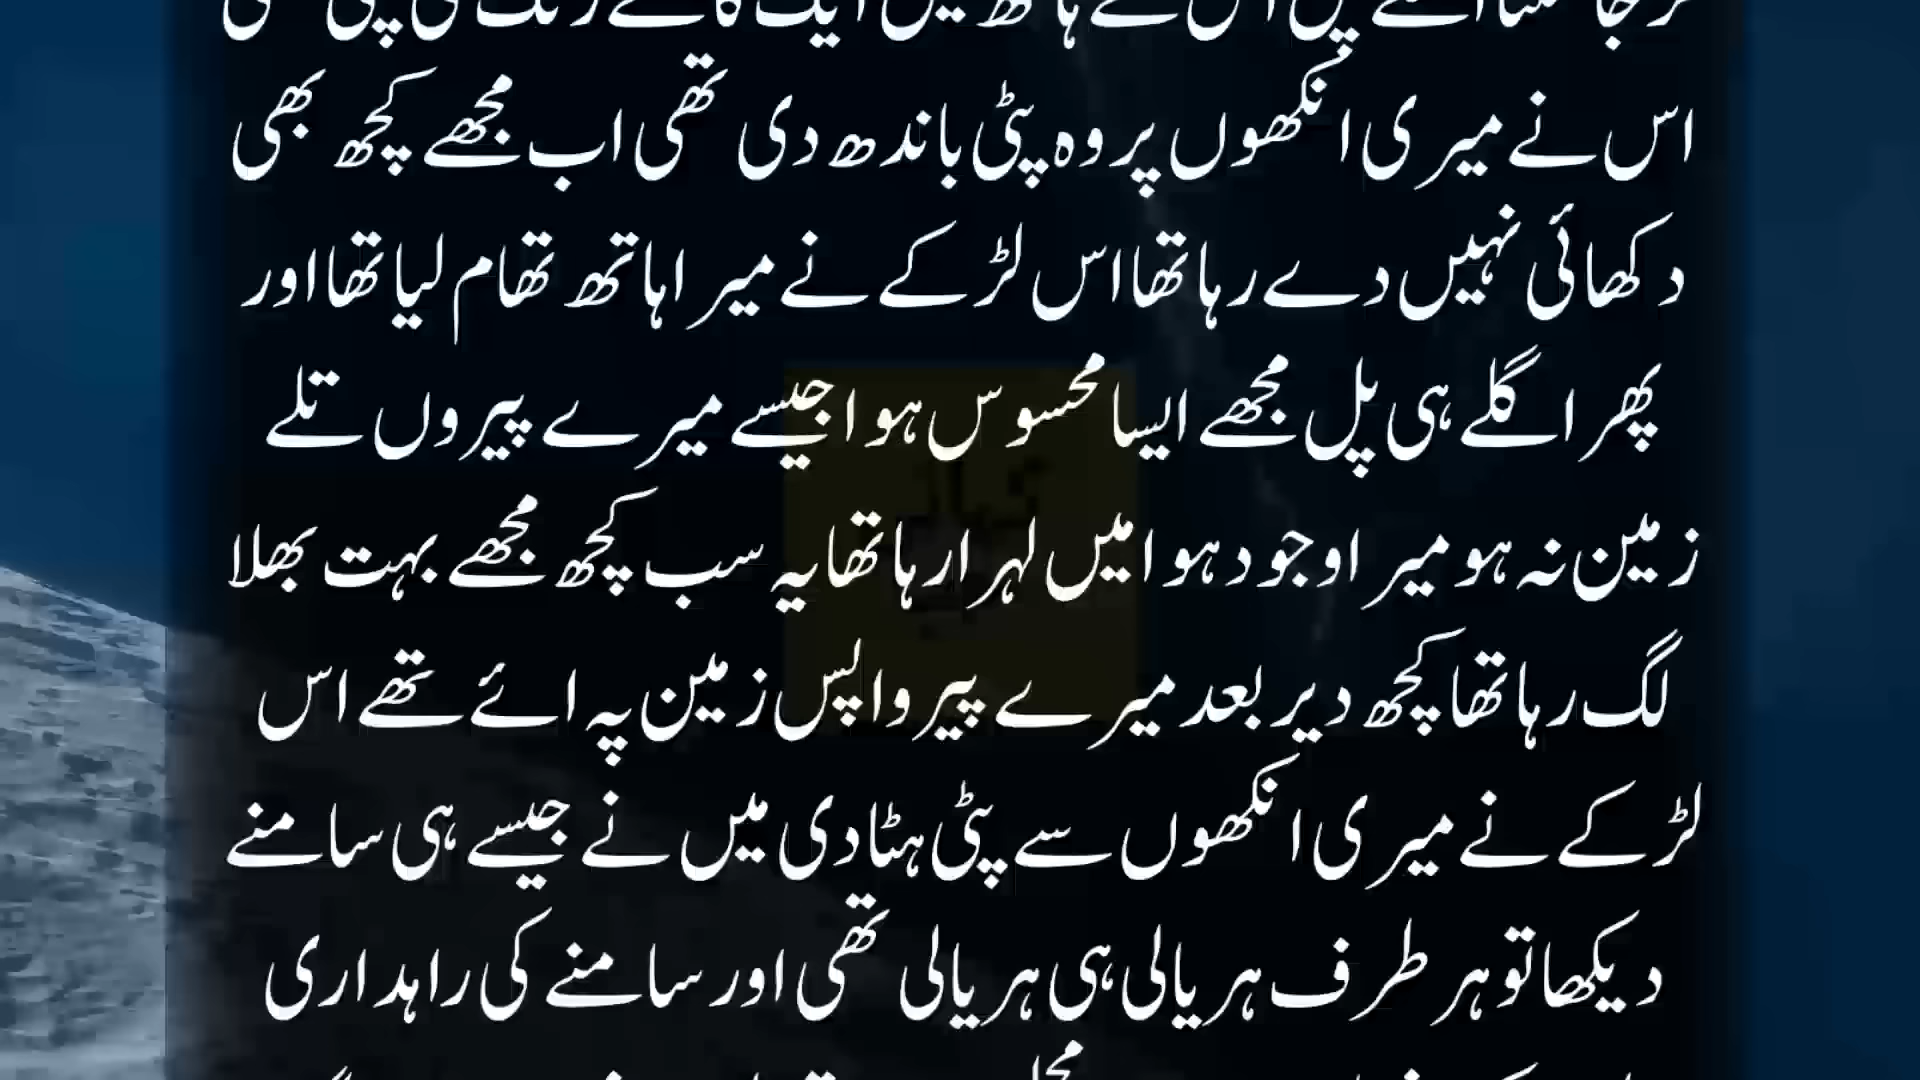 اس نے میری انکھوں پر وہ پٹی باندھ دی تھی اب مجھے کچھ بھی
دکھائی نہیں دے رہا تھا اس لڑکے نے میرا ہاتھ تھام لیا تھا اور
پھر اگلے ہی پل مجھے ایسا محسوس ہوا جیسے میرے پیروں تلے
زمین نہ ہو میرا وجود ہوا میں لہرا رہا تھا یہ سب کچھ مجھے بہت بھلا
لگ رہا تھا کچھ دیر بعد میرے پیر واپس زمین پہ ائے تھے اس
لڑکے نے میری انکھوں سے پٹی ہٹا دی میں نے جیسے ہی سامنے
دیکھا تو ہر طرف ہریالی ہی ہریالی تھی اور سامنے کی راہداری